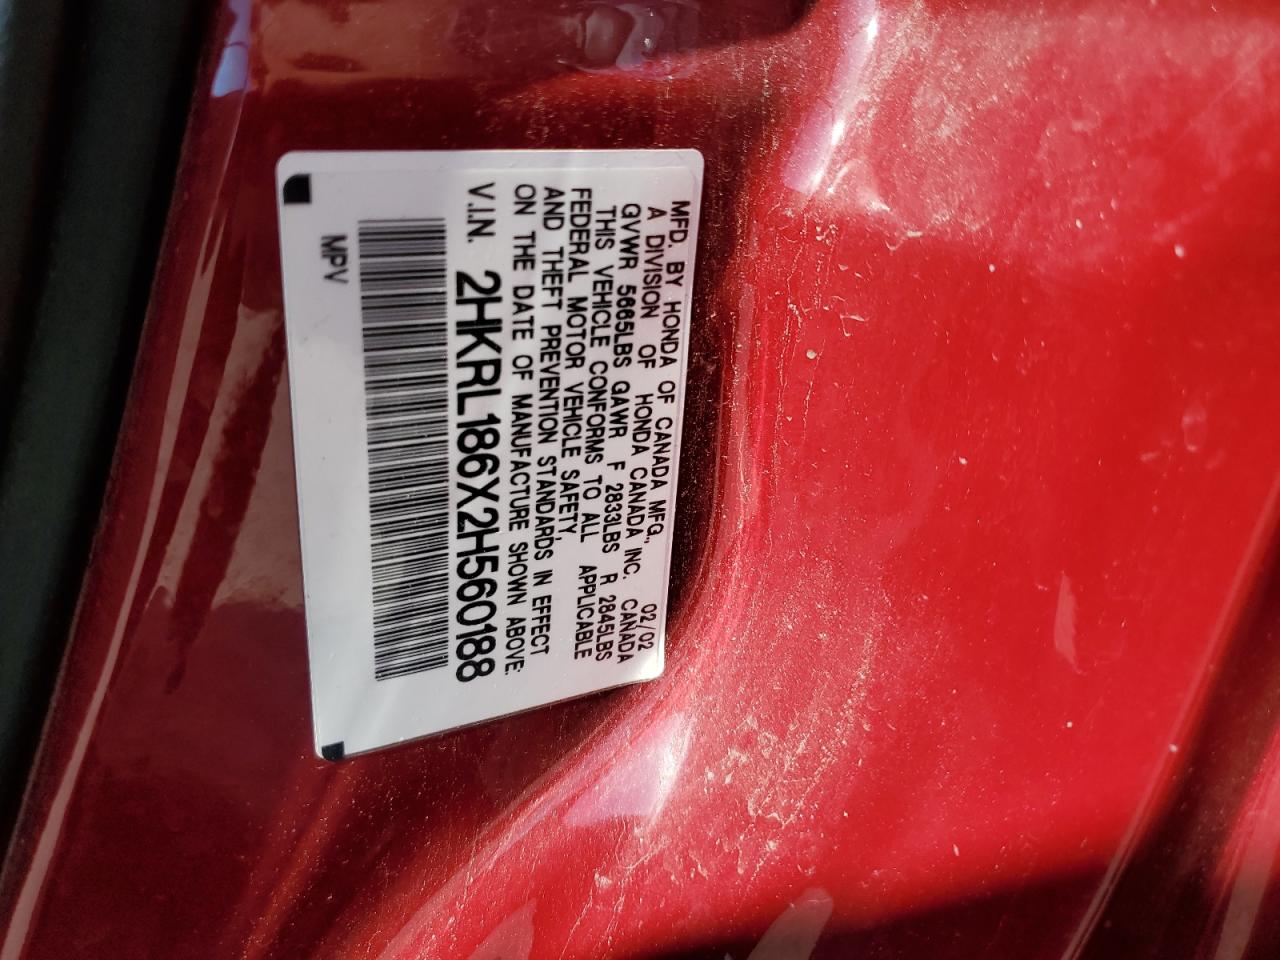 MFD. BY HONDA OF CANADA MFG., 02/02
A DIVISION OF HONDA CANADA INC. CANADA
GVWR 5665LBS GAWR F 2833LBS R 2845LBS
THIS VEHICLE CONFORMS TO ALL APPLICABLE
FEDERAL MOTOR VEHICLE SAFETY
AND THEFT PREVENTION STANDARDS IN EFFECT
ON THE DATE OF MANUFACTURE SHOWN ABOVE:
V.I.N. 2HKRL186X2H560188
MPV